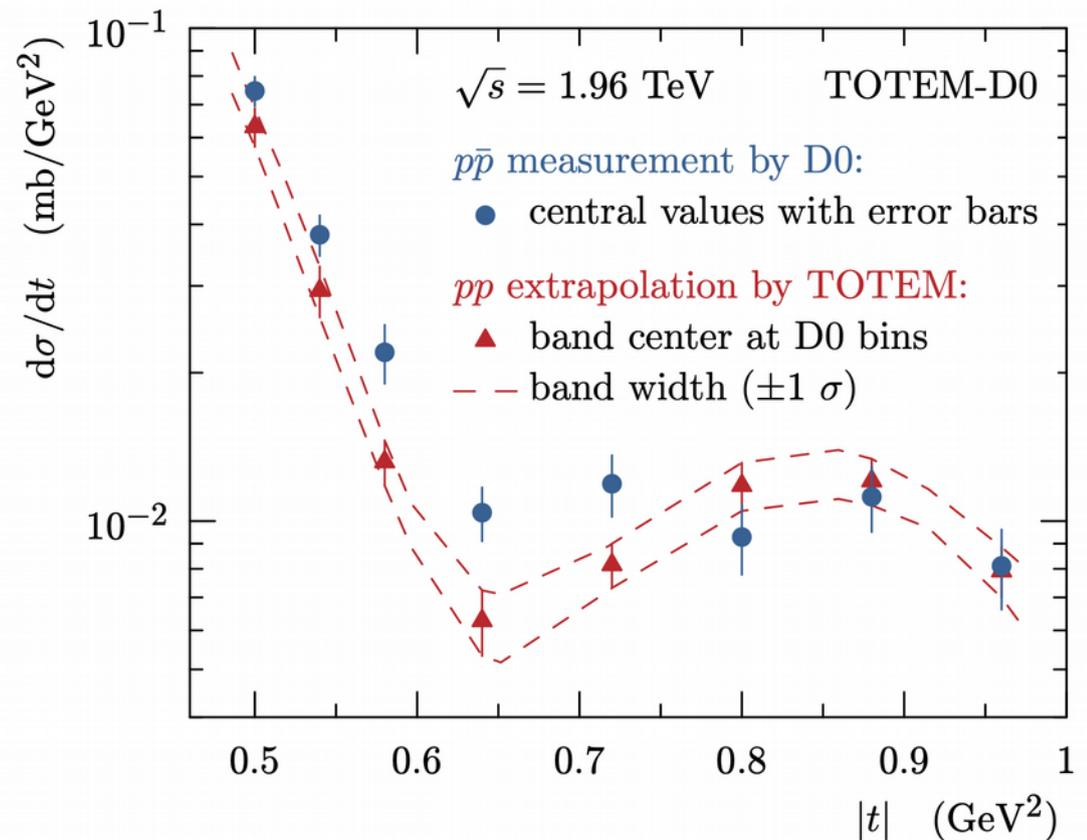 10⁻¹
dσ/dt (mb/GeV²)
√s = 1.96 TeV TOTEM-D0
pp̄ measurement by D0:
central values with error bars
pp extrapolation by TOTEM:
band center at D0 bins
band width (±1 σ)
10⁻²
0.5 0.6 0.7 0.8 0.9 1
|t| (GeV²)